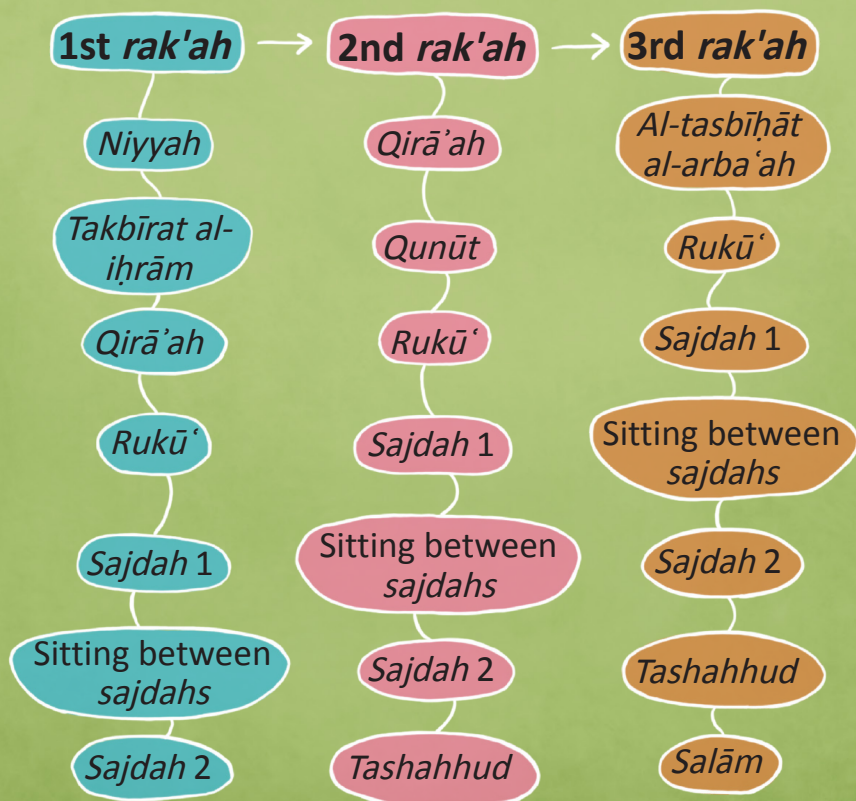 1st rak'ah
Niyyah
Takbīrat al-
iḥrām
Qirā’ah
Rukū‘
Sajdah 1
Sitting between
sajdahs
Sajdah 2
2nd rak'ah
Qirā’ah
Qunūt
Rukū‘
Sajdah 1
Sitting between
sajdahs
Sajdah 2
Tashahhud
3rd rak'ah
Al-tasbīḥāt
al-arba‘ah
Rukū‘
Sajdah 1
Sitting between
sajdahs
Sajdah 2
Tashahhud
Salām